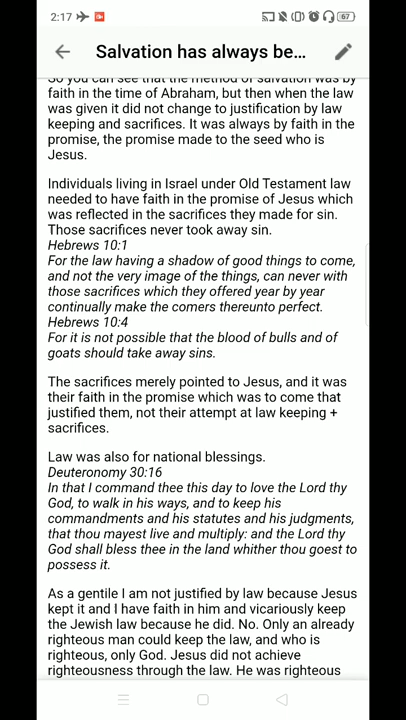 2:17
67
Salvation has always be...
So you can see that the method of salvation was by
faith in the time of Abraham, but then when the law
was given it did not change to justification by law
keeping and sacrifices. It was always by faith in the
promise, the promise made to the seed who is
Jesus.
Individuals living in Israel under Old Testament law
needed to have faith in the promise of Jesus which
was reflected in the sacrifices they made for sin.
Those sacrifices never took away sin.
Hebrews 10:1
For the law having a shadow of good things to come,
and not the very image of the things, can never with
those sacrifices which they offered year by year
continually make the comers thereunto perfect.
Hebrews 10:4
For it is not possible that the blood of bulls and of
goats should take away sins.
The sacrifices merely pointed to Jesus, and it was
their faith in the promise which was to come that
justified them, not their attempt at law keeping +
sacrifices.
Law was also for national blessings.
Deuteronomy 30:16
In that I command thee this day to love the Lord thy
God, to walk in his ways, and to keep his
commandments and his statutes and his judgments,
that thou mayest live and multiply: and the Lord thy
God shall bless thee in the land whither thou goest to
possess it.
As a gentile I am not justified by law because Jesus
kept it and I have faith in him and vicariously keep
the Jewish law because he did. No. Only an already
righteous man could keep the law, and who is
righteous, only God. Jesus did not achieve
righteousness through the law. He was righteous